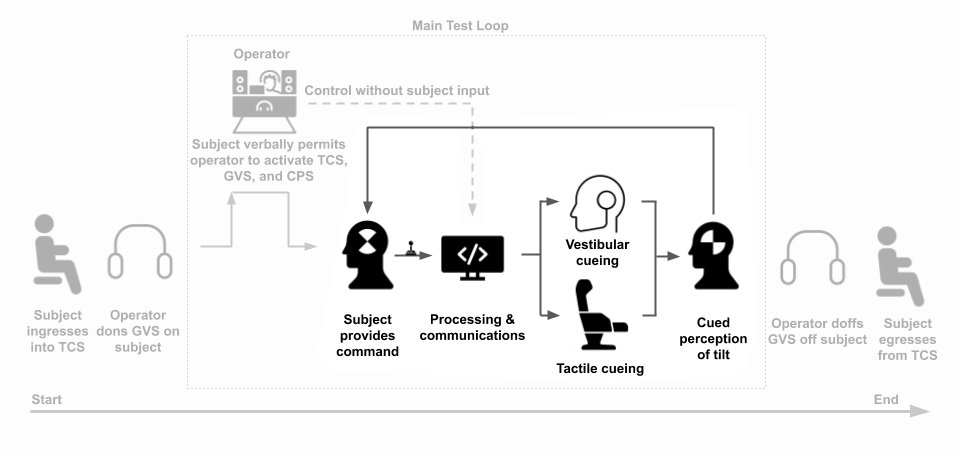 Main Test Loop
Operator
Control without subject input
Subject verbally permits
operator to activate TCS,
GVS, and CPS
</>
Vestibular
cueing
Subject
ingresses
into TCS
Operator
dons GVS on
subject
Subject
provides
command
Processing &
communications
Tactile cueing
Cued
perception
of tilt
Operator doffs
GVS off subject
Subject
egresses
from TCS
Start
End